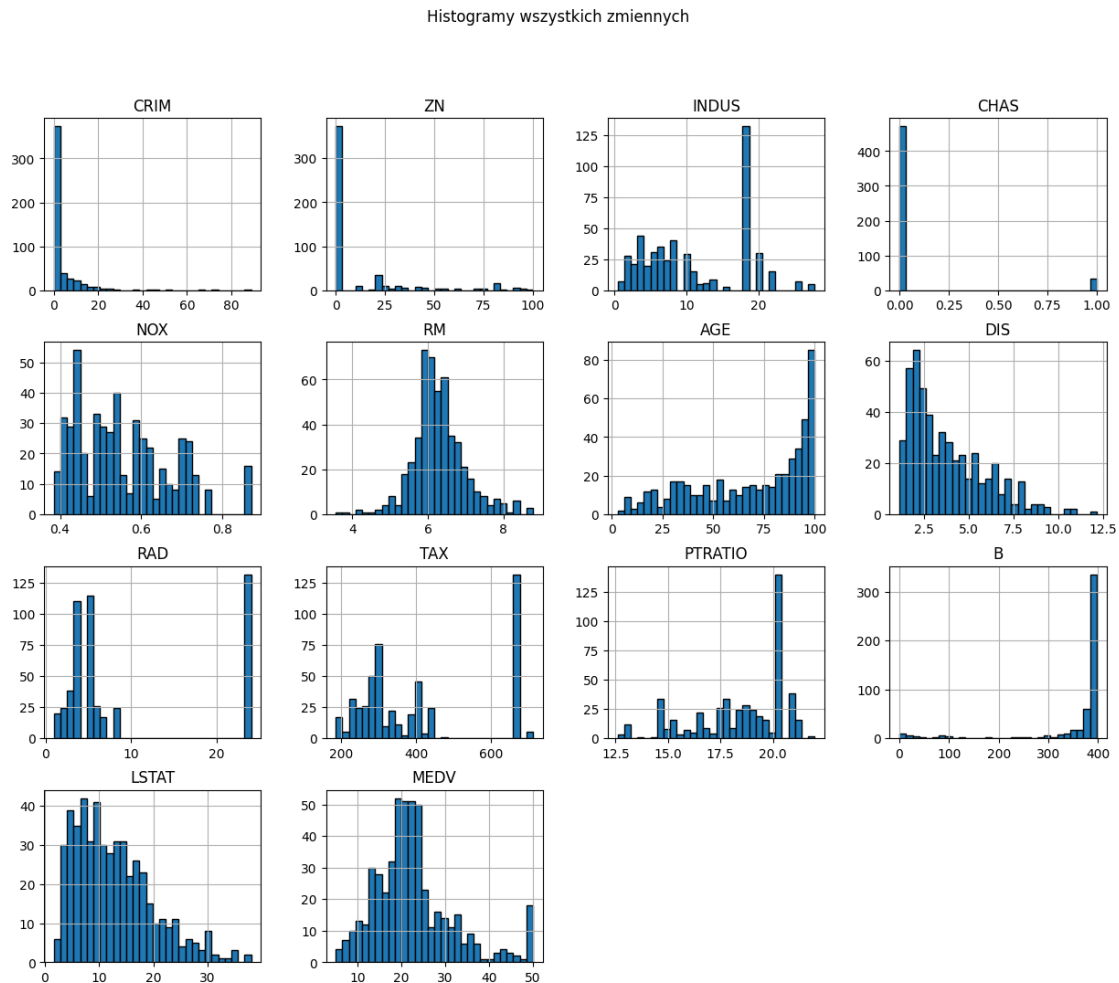 Histogramy wszystkich zmiennych
CRIM ZN INDUS CHAS
300 200 100 0
0 20 40 60 80
300 200 100 0
0 25 50 75 100
125 100 75 50 25 0
0 10 20
400 300 200 100 0
0.00 0.25 0.50 0.75 1.00
NOX RM AGE DIS
50 40 30 20 10 0
0.4 0.6 0.8
60 40 20 0
4 6 8
80 60 40 20 0
0 25 50 75 100
60 40 20 0
2.5 5.0 7.5 10.0 12.5
RAD TAX PTRATIO B
125 100 75 50 25 0
0 10 20
125 100 75 50 25 0
200 400 600
125 100 75 50 25 0
12.5 15.0 17.5 20.0
300 200 100 0
0 100 200 300 400
LSTAT MEDV
40 30 20 10 0
0 10 20 30
50 40 30 20 10 0
10 20 30 40 50